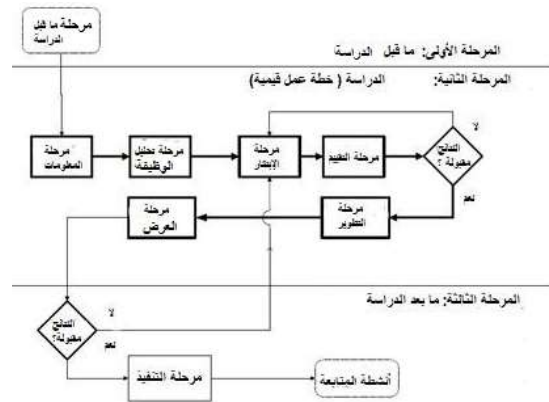 مرحلة ما قبل
الدراسة
المرحلة الأولى: ما قبل الدراسة
المرحلة الثانية: الدراسة ( خطة عمل قيمية)
لا
مرحلة
المعلومات
مرحلة تحليل
الوظيفة
مرحلة
الإبتكار
مرحلة التقييم
النتائج
مقبولة ؟
نعم
مرحلة
التطوير
مرحلة
العرض
المرحلة الثالثة: ما بعد الدراسة
النتائج
مقبولة؟
لا
نعم
مرحلة التنفيذ
أنشطة المتابعة